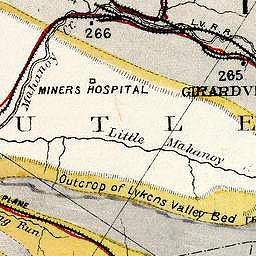 L.V.R.R.
Cr.
266
265
Mahanoy
MINERS HOSPITAL
GIRARDV
U T L E
Little Mahanoy
Outcrop of Lykens Valley Bed
PLANE
Run